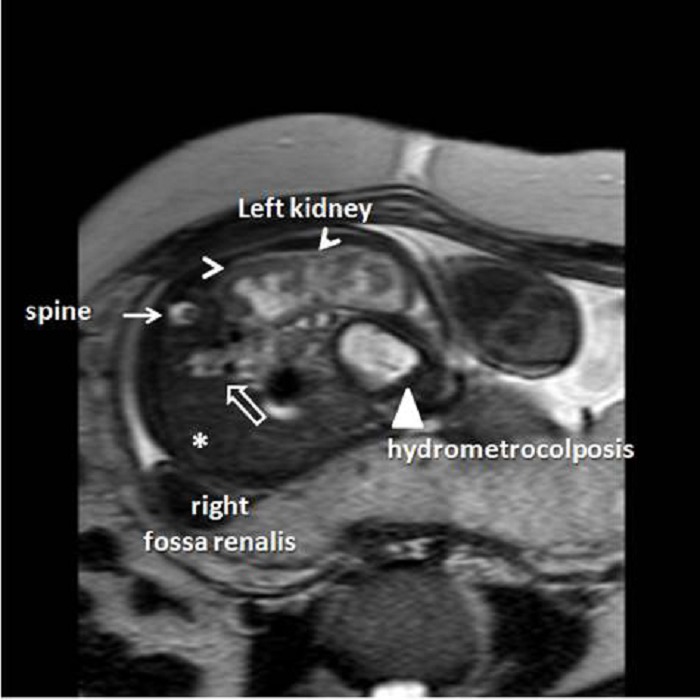 Left kidney
spine
*
hydrometrocolposis
right
fossa renalis